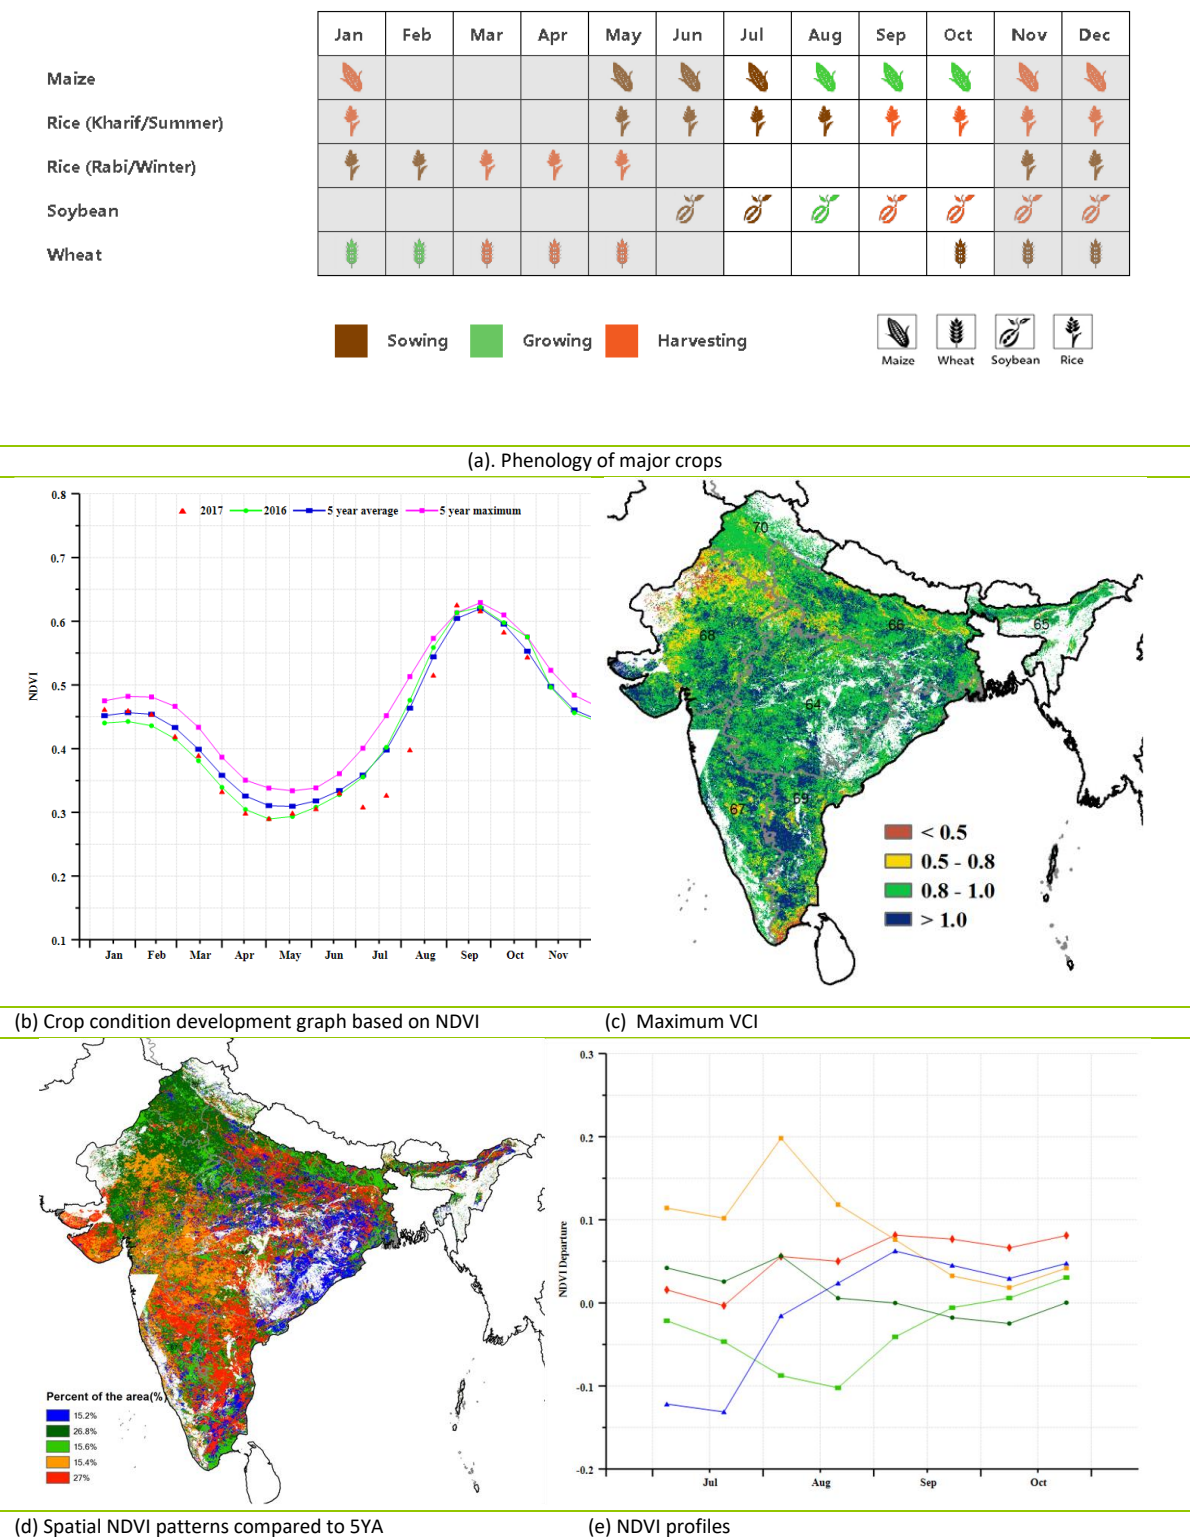 Jan Feb Mar Apr May Jun Jul Aug Sep Oct Nov Dec
Maize
Rice (Kharif/Summer)
Rice (Rabi/Winter)
Soybean
Wheat
Sowing Growing Harvesting
Maize Wheat Soybean Rice
(a). Phenology of major crops
0.8
0.7
0.6
0.5
0.4
0.3
0.2
0.1
NDVI
2017 2016 5 year average 5 year maximum
Jan Feb Mar Apr May Jun Jul Aug Sep Oct Nov
70
68
66
65
64
67
69
< 0.5
0.5 - 0.8
0.8 - 1.0
> 1.0
(b) Crop condition development graph based on NDVI
(c) Maximum VCI
Percent of the area(%)
15.2%
26.8%
15.6%
15.4%
27%
0.3
0.2
0.1
0.0
-0.1
-0.2
NDVI Departure
Jul Aug Sep Oct
(d) Spatial NDVI patterns compared to 5YA
(e) NDVI profiles